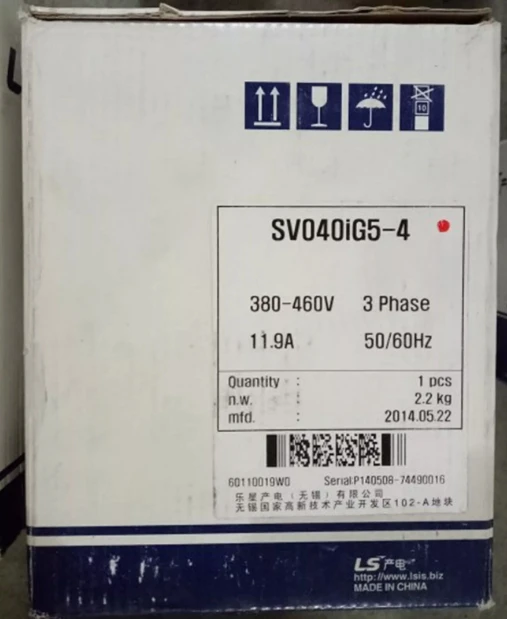 10
SV040iG5-4
380-460V 3 Phase
11.9A 50/60Hz
Quantity : 1 pcs
n.w. : 2.2 kg
mfd. : 2014.05.22
60110019W0 Serial:P140508-74490016
乐星产电（无锡）有限公司
无锡国家高新技术产业开发区102-A地块
LS产电
http://www.lsis.biz
MADE IN CHINA